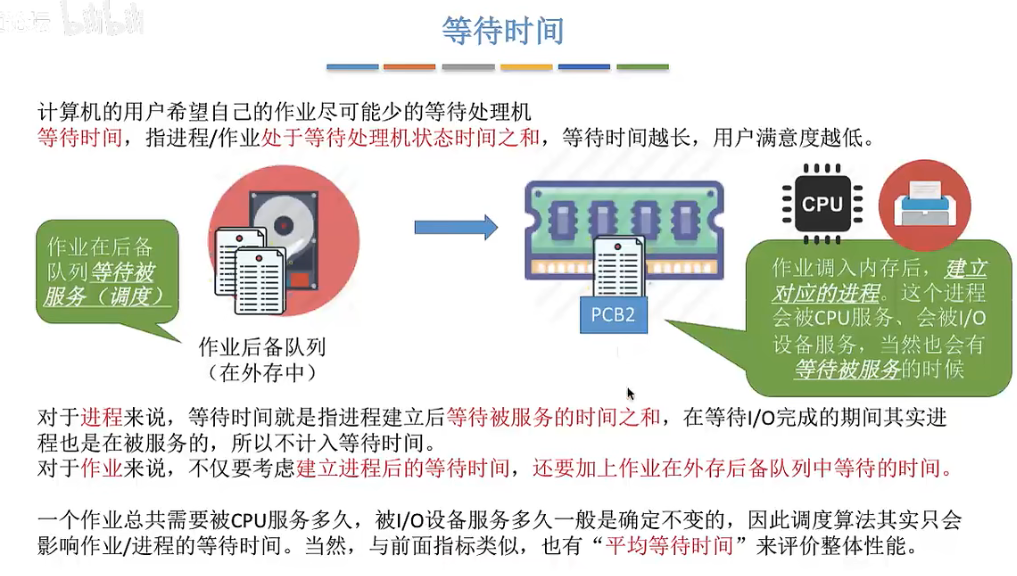 bilibili
等待时间
计算机的用户希望自己的作业尽可能少的等待处理机
等待时间，指进程/作业处于等待处理机状态时间之和，等待时间越长，用户满意度越低。
作业在后备
队列等待被
服务（调度）
作业后备队列
（在外存中）
PCB2
CPU
作业调入内存后，建立
对应的进程。这个进程
会被CPU服务、会被I/O
设备服务，当然也会有
等待被服务的时候
对于进程来说，等待时间就是指进程建立后等待被服务的时间之和，在等待I/O完成的期间其实进
程也是在被服务的，所以不计入等待时间。
对于作业来说，不仅要考虑建立进程后的等待时间，还要加上作业在外存后备队列中等待的时间。
一个作业总共需要被CPU服务多久，被I/O设备服务多久一般是确定不变的，因此调度算法其实只会
影响作业/进程的等待时间。当然，与前面指标类似，也有“平均等待时间”来评价整体性能。